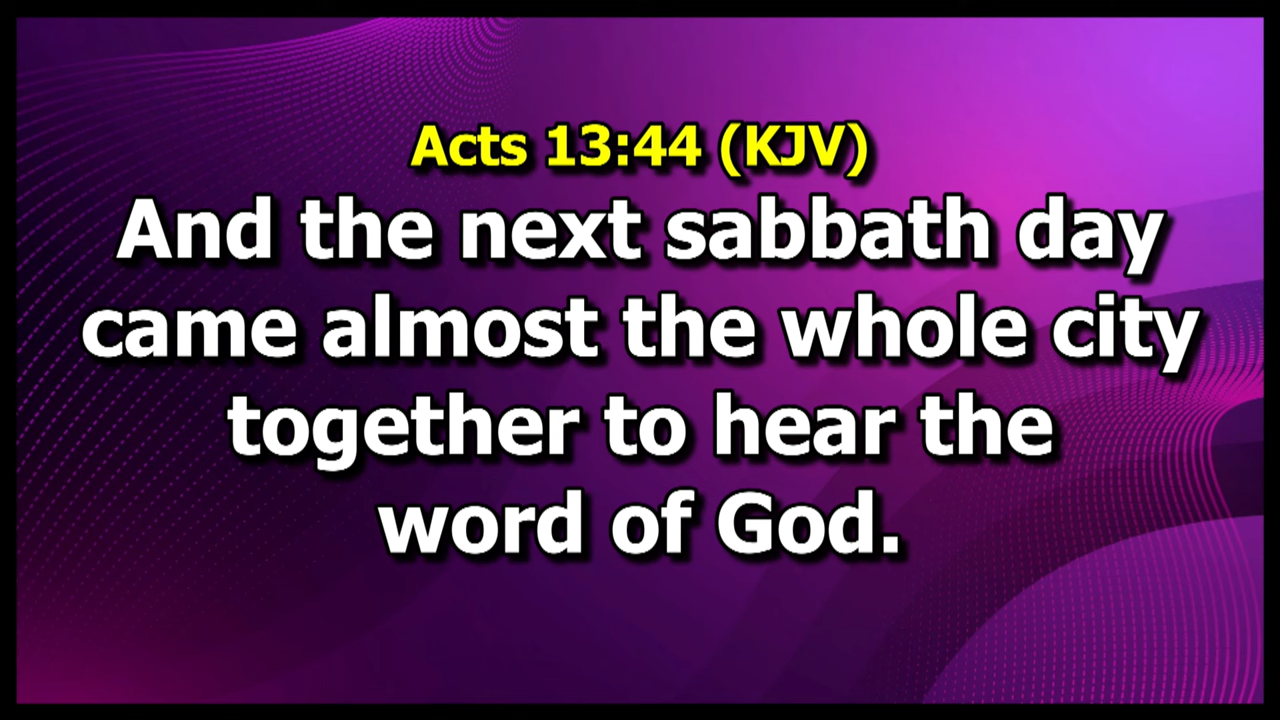 Acts 13:44 (KJV)
And the next sabbath day
came almost the whole city
together to hear the
word of God.